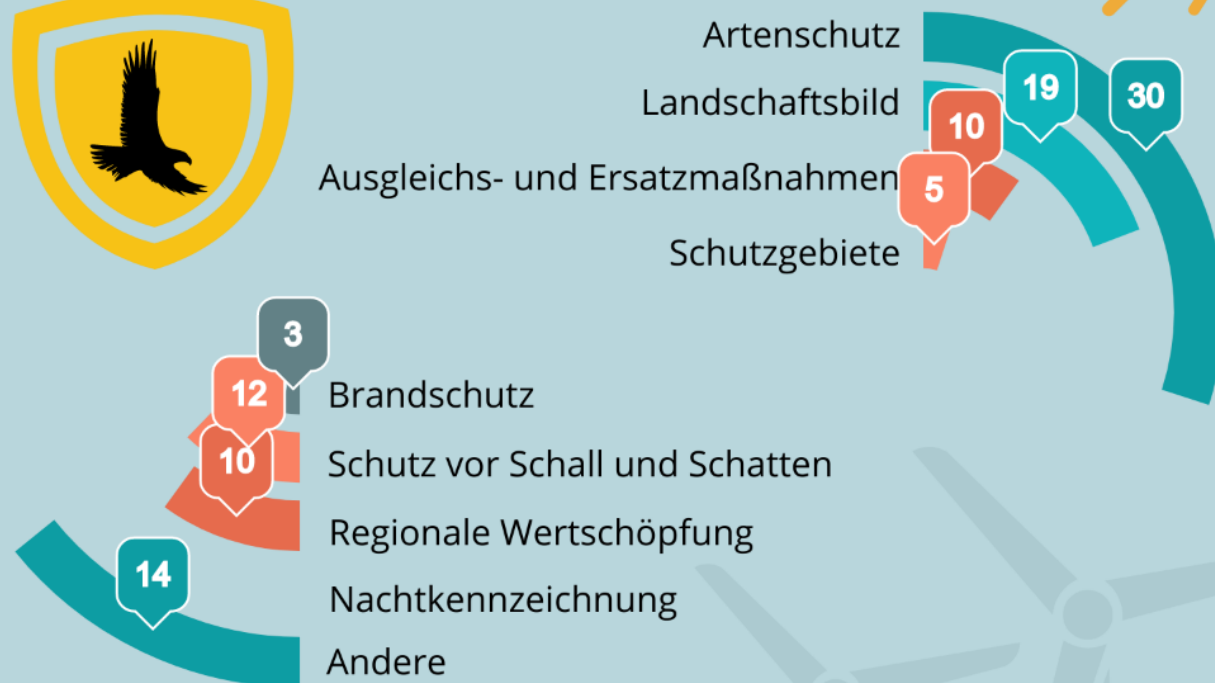 Artenschutz
30
Landschaftsbild
19
Ausgleichs- und Ersatzmaßnahmen
10
Schutzgebiete
5
3
Brandschutz
12
Schutz vor Schall und Schatten
10
Regionale Wertschöpfung
Nachtkennzeichnung
14
Andere